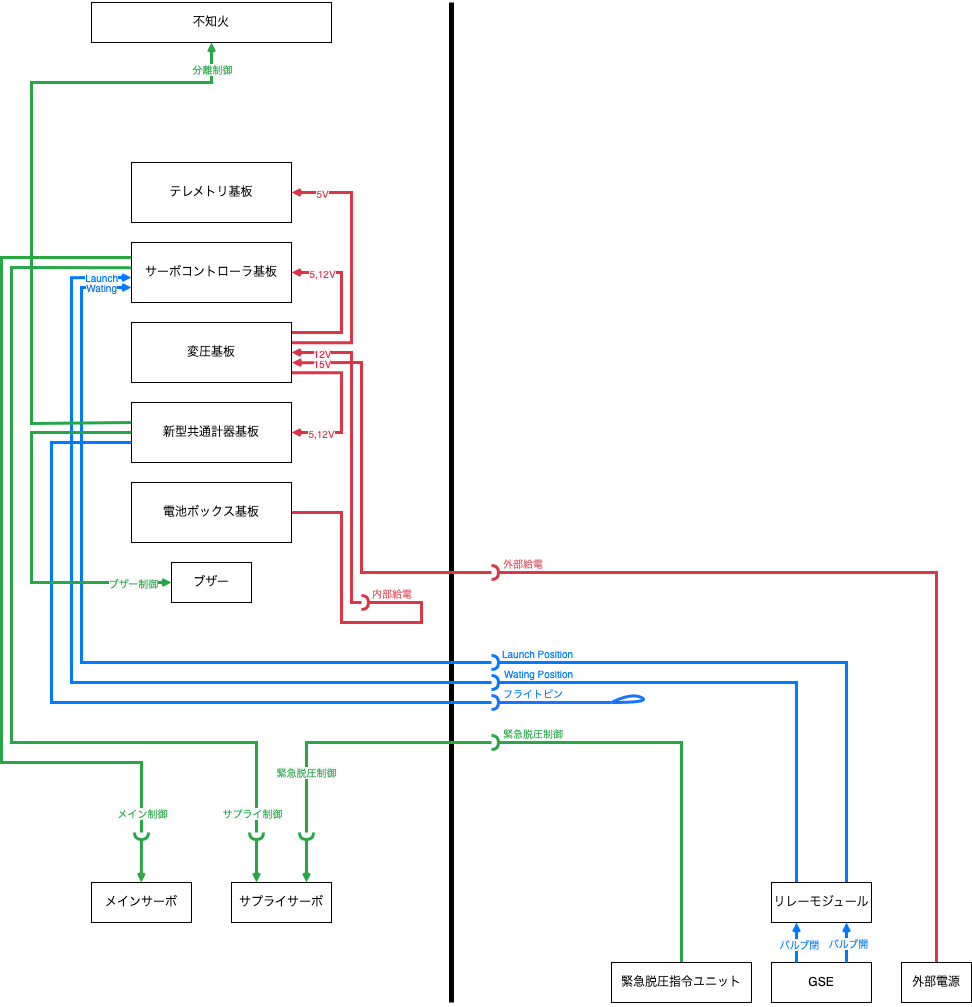 不知火
分離制御
テレメトリ基板
5V
サーボコントローラ基板
5,12V
Launch
Wating
変圧基板
12V
15V
新型共通計器基板
5,12V
電池ボックス基板
外部給電
ブザー
ブザー制御
内部給電
Launch Position
Wating Position
フライトピン
緊急脱圧制御
緊急脱圧制御
メイン制御
サプライ制御
メインサーボ
サプライサーボ
リレーモジュール
バルブ閉
バルブ開
緊急脱圧指令ユニット
GSE
外部電源